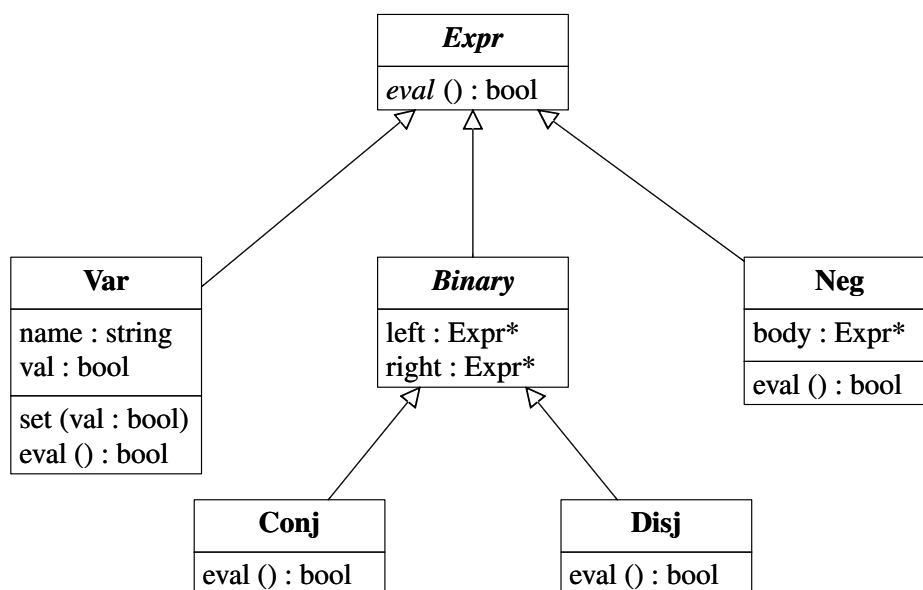 Expr
eval () : bool
Var
name : string
val : bool
set (val : bool)
eval () : bool
Binary
left : Expr*
right : Expr*
Neg
body : Expr*
eval () : bool
Conj
eval () : bool
Disj
eval () : bool